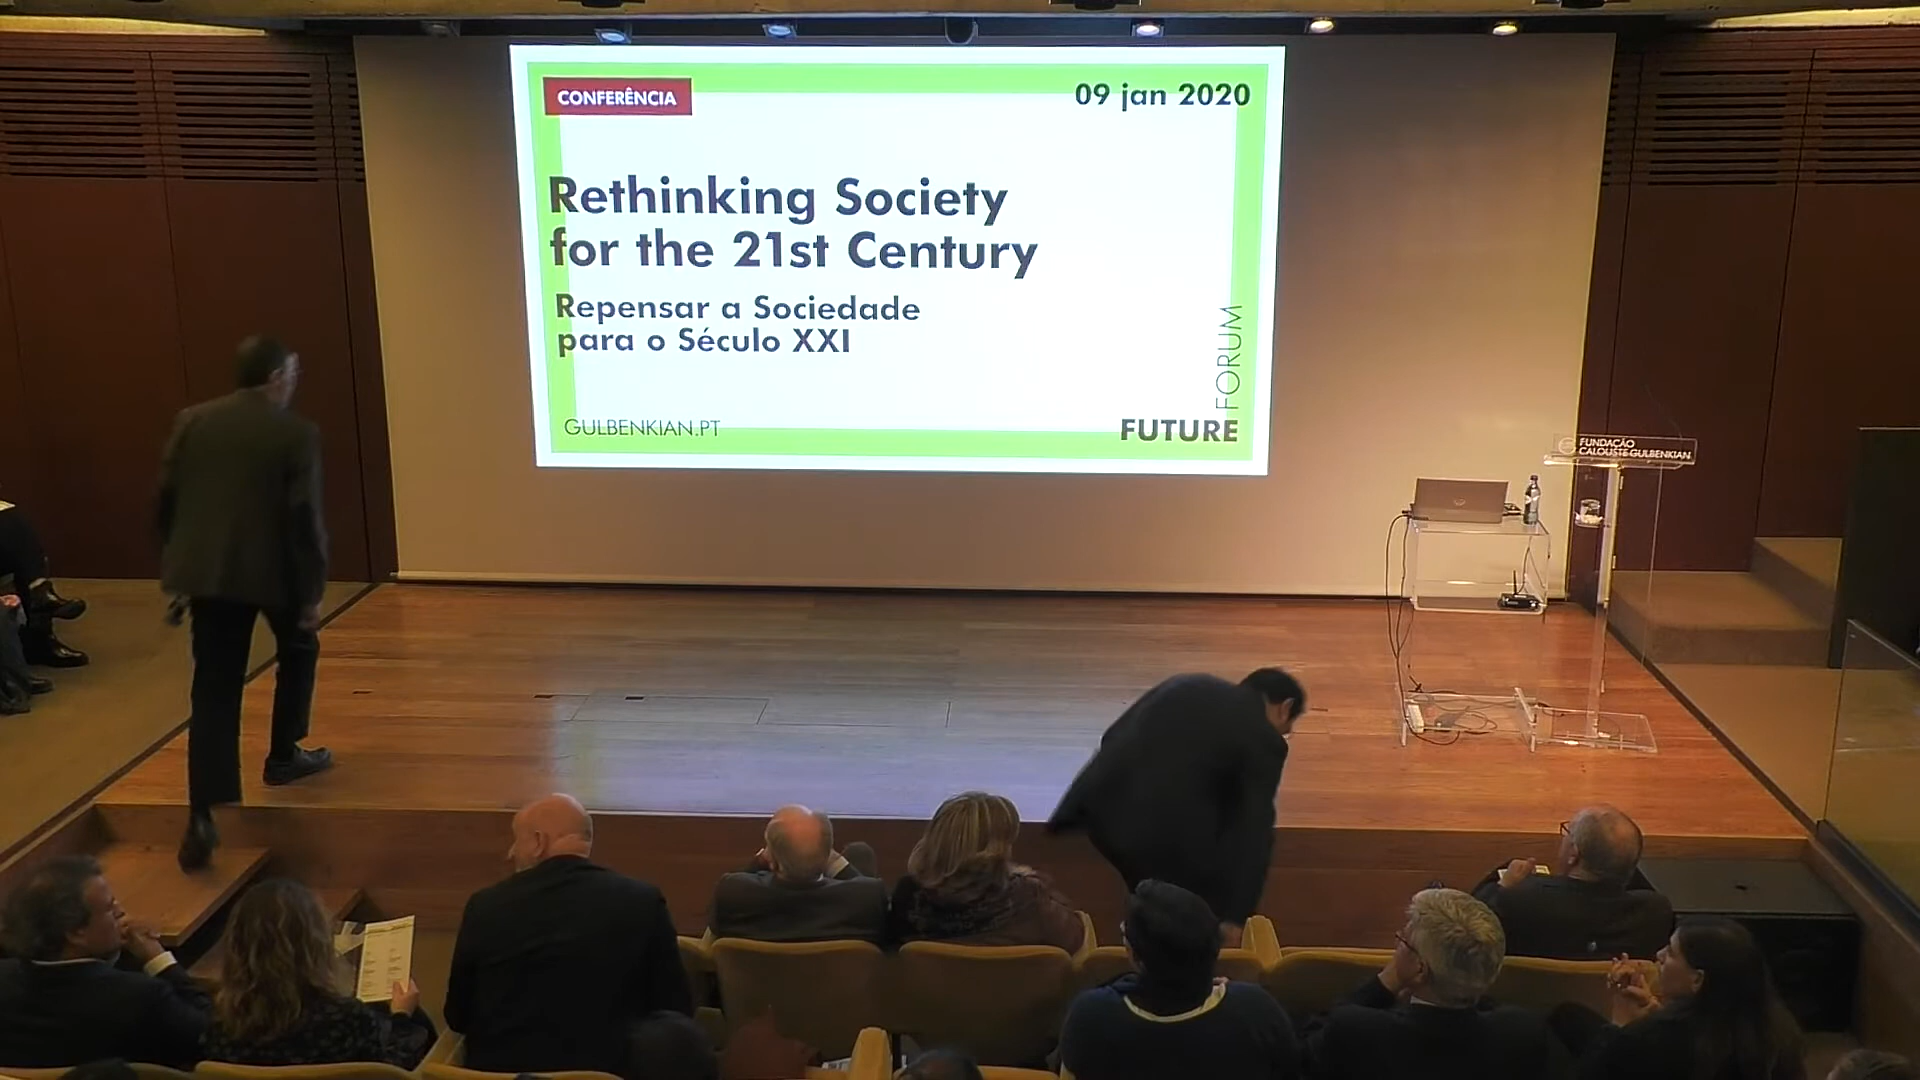 CONFERÊNCIA
09 jan 2020
Rethinking Society
for the 21st Century
Repensar a Sociedade
para o Século XXI
GULBENKIAN.PT
FUTURE
FORUM
FUNDAÇÃO
CALOUSTE GULBENKIAN